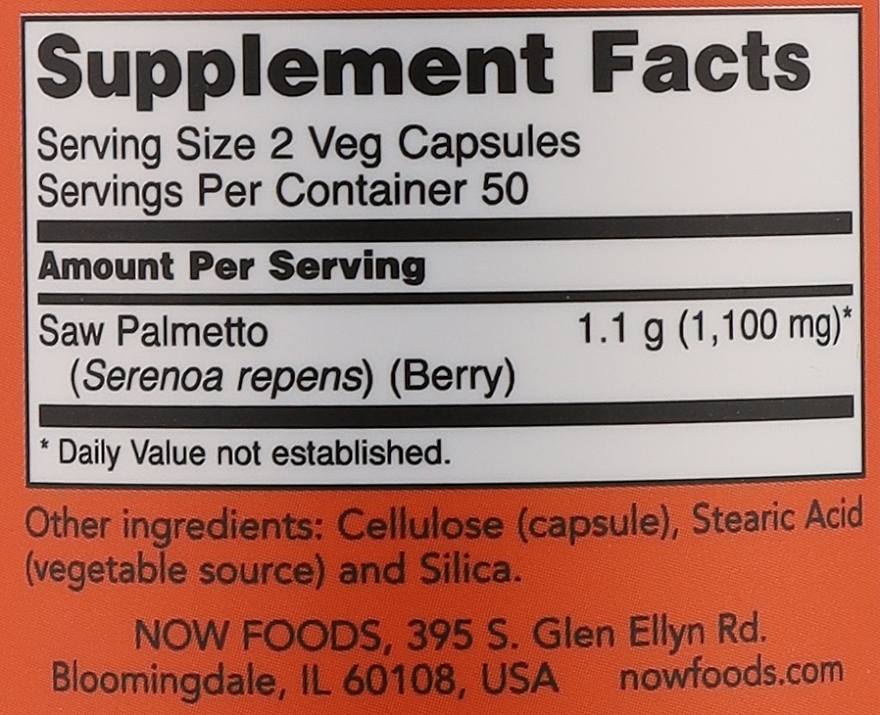 Supplement Facts
Serving Size 2 Veg Capsules
Servings Per Container 50
Amount Per Serving
Saw Palmetto 1.1 g (1,100 mg)*
(Serenoa repens) (Berry)
* Daily Value not established.
Other ingredients: Cellulose (capsule), Stearic Acid
(vegetable source) and Silica.
NOW FOODS, 395 S. Glen Ellyn Rd.
Bloomingdale, IL 60108, USA nowfoods.com